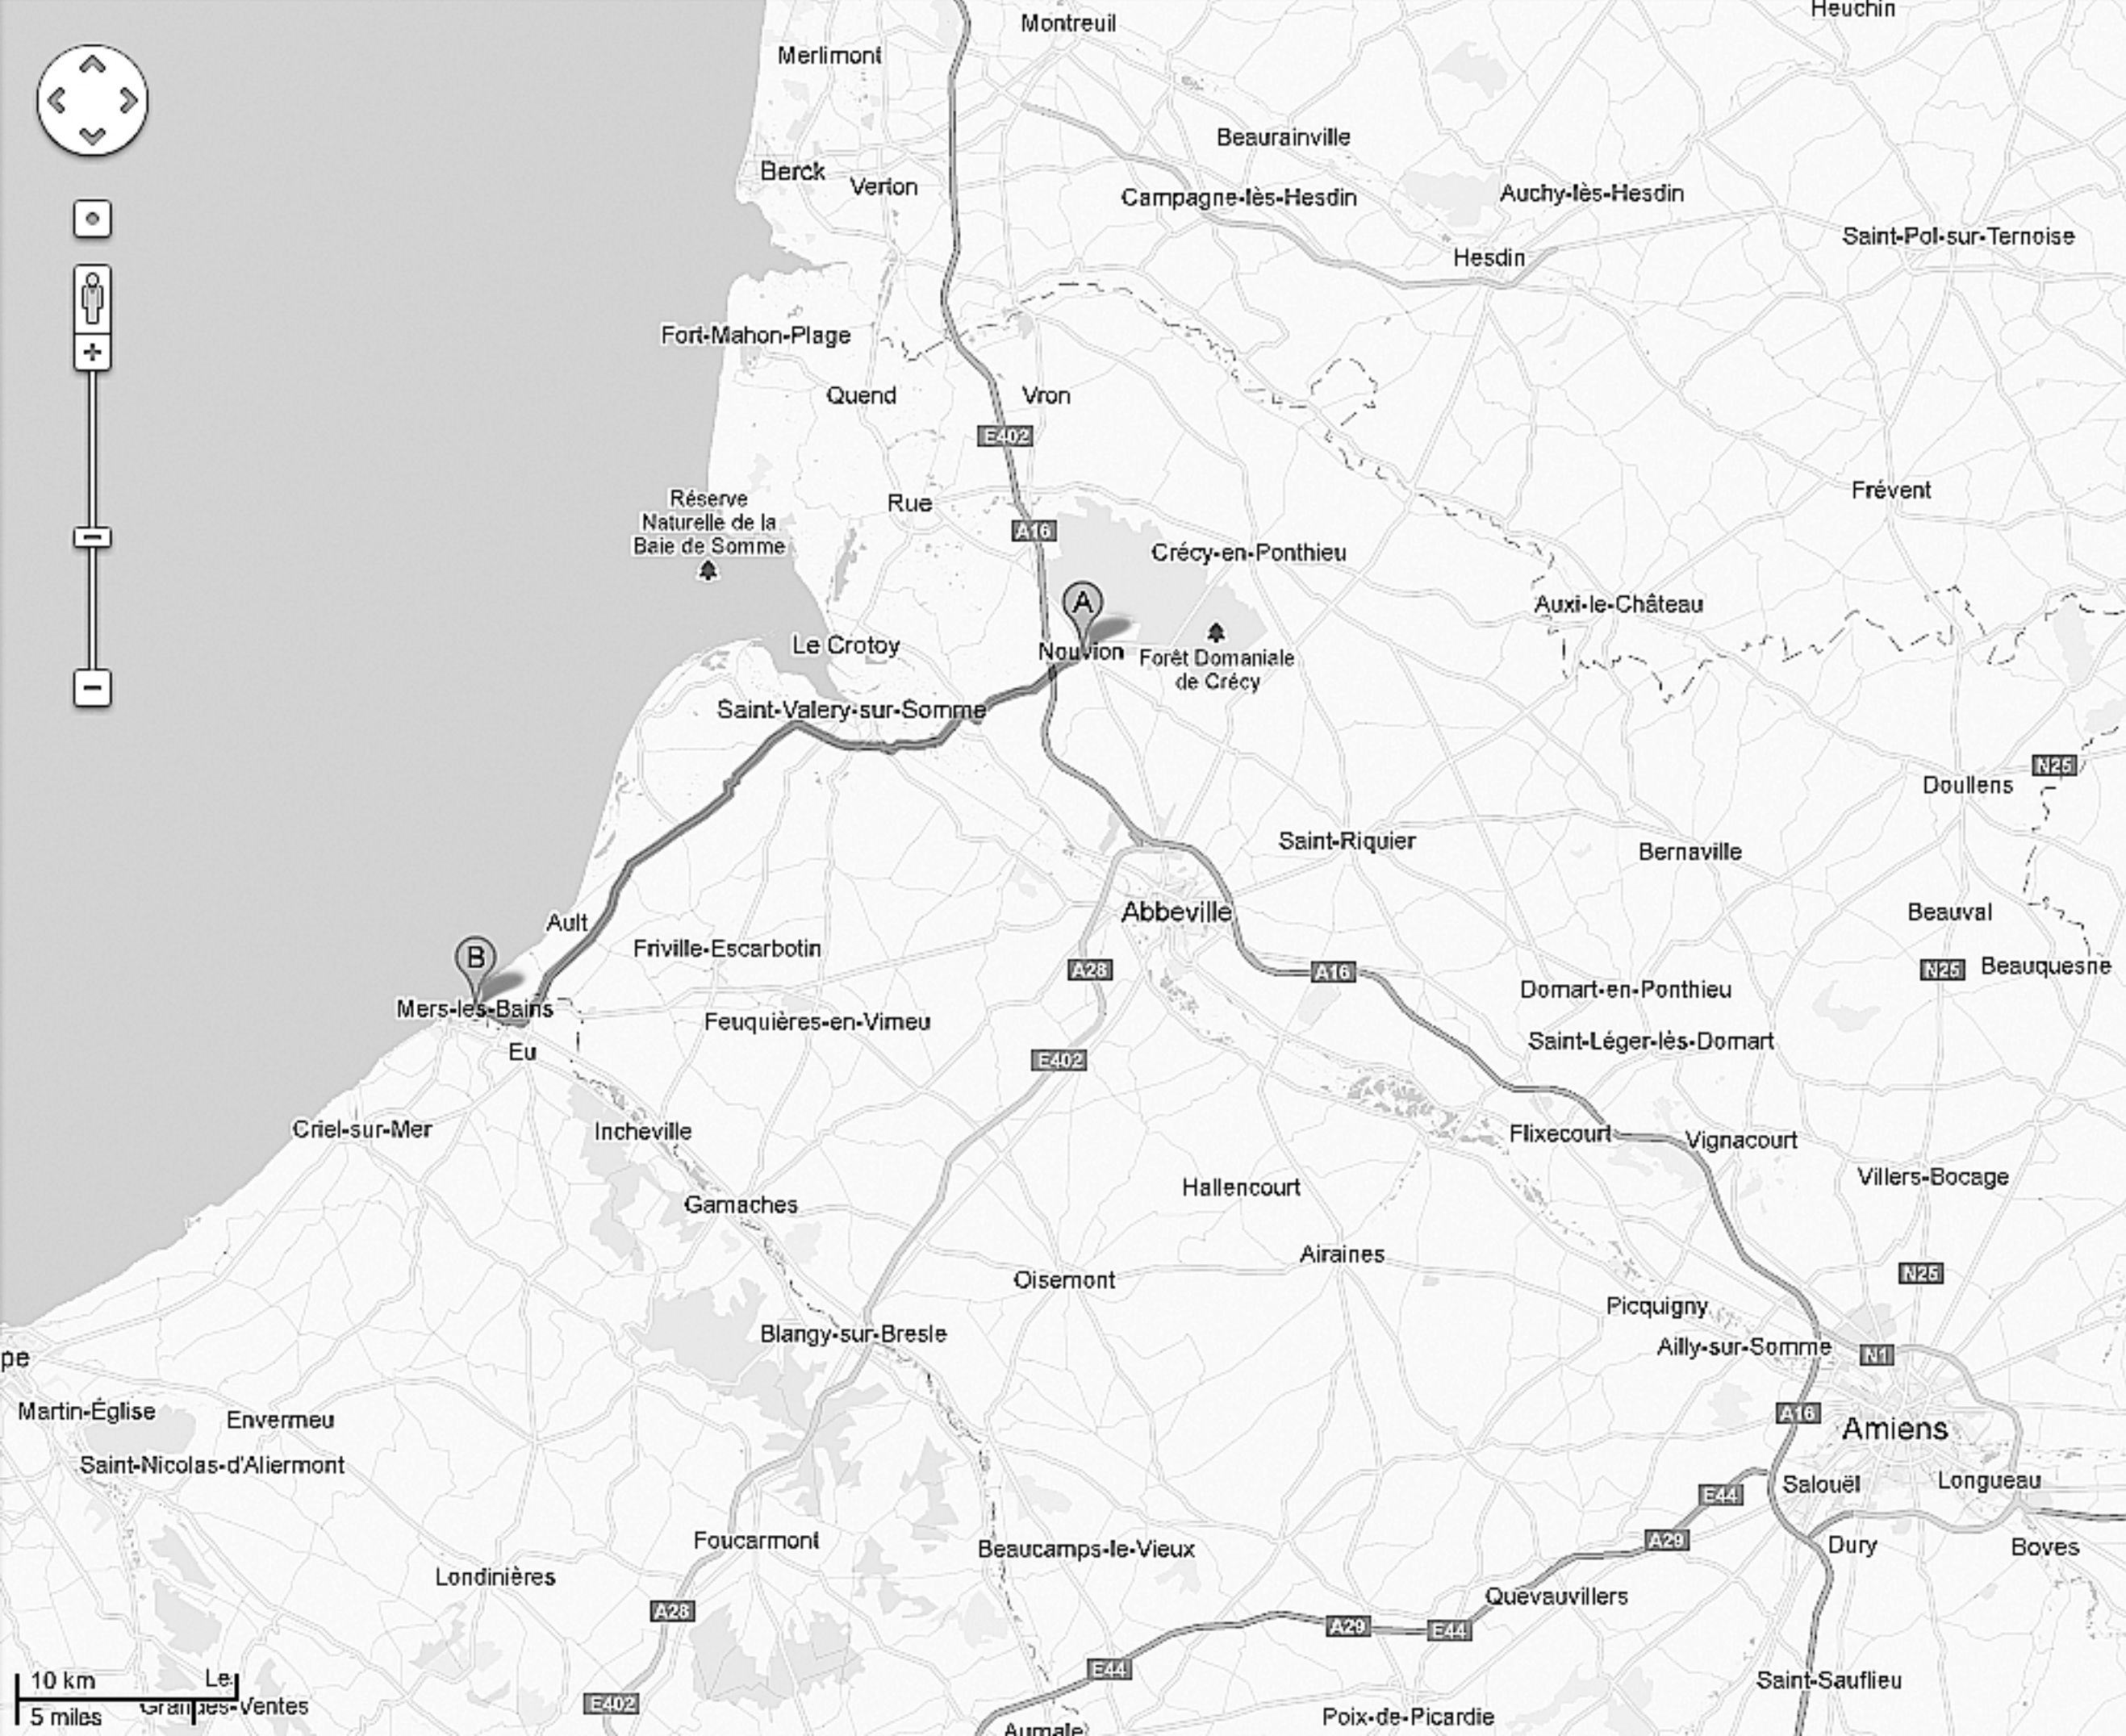 Montreuil
Heuchin
Merlimont
Beaurainville
Berck
Verton
Campagne-lès-Hesdin
Auchy-lès-Hesdin
Saint-Pol-sur-Ternoise
Hesdin
Fort-Mahon-Plage
Quend
Vron
E402
Frévent
Réserve
Naturelle de la
Baie de Somme
Rue
A16
Crécy-en-Ponthieu
A
Auxi-le-Château
Le Crotoy
Nouvion
Forêt Domaniale
de Crécy
Saint-Valery-sur-Somme
N25
Doullens
Saint-Riquier
Bernaville
Abbeville
Beauval
Ault
Friville-Escarbotin
B
A28
A16
N25
Beauquesne
Domart-en-Ponthieu
Mers-les-Bains
Feuquières-en-Vimeu
Saint-Léger-lès-Domart
Eu
E402
Criel-sur-Mer
Incheville
Flixecourt
Vignacourt
Villers-Bocage
Hallencourt
Gamaches
Airaines
Oisemont
N25
Picquigny
Blangy-sur-Bresle
Ailly-sur-Somme
N1
pe
Martin-Église
Envermeu
A16
Amiens
Saint-Nicolas-d'Aliermont
Salouël
Longueau
E44
Foucarmont
Beaucamps-le-Vieux
A29
Dury
Boves
Londinières
Quevauvillers
A28
A29
E44
E44
10 km
Le
Saint-Sauflieu
5 miles
Grandes-Ventes
E402
Poix-de-Picardie
Aumale